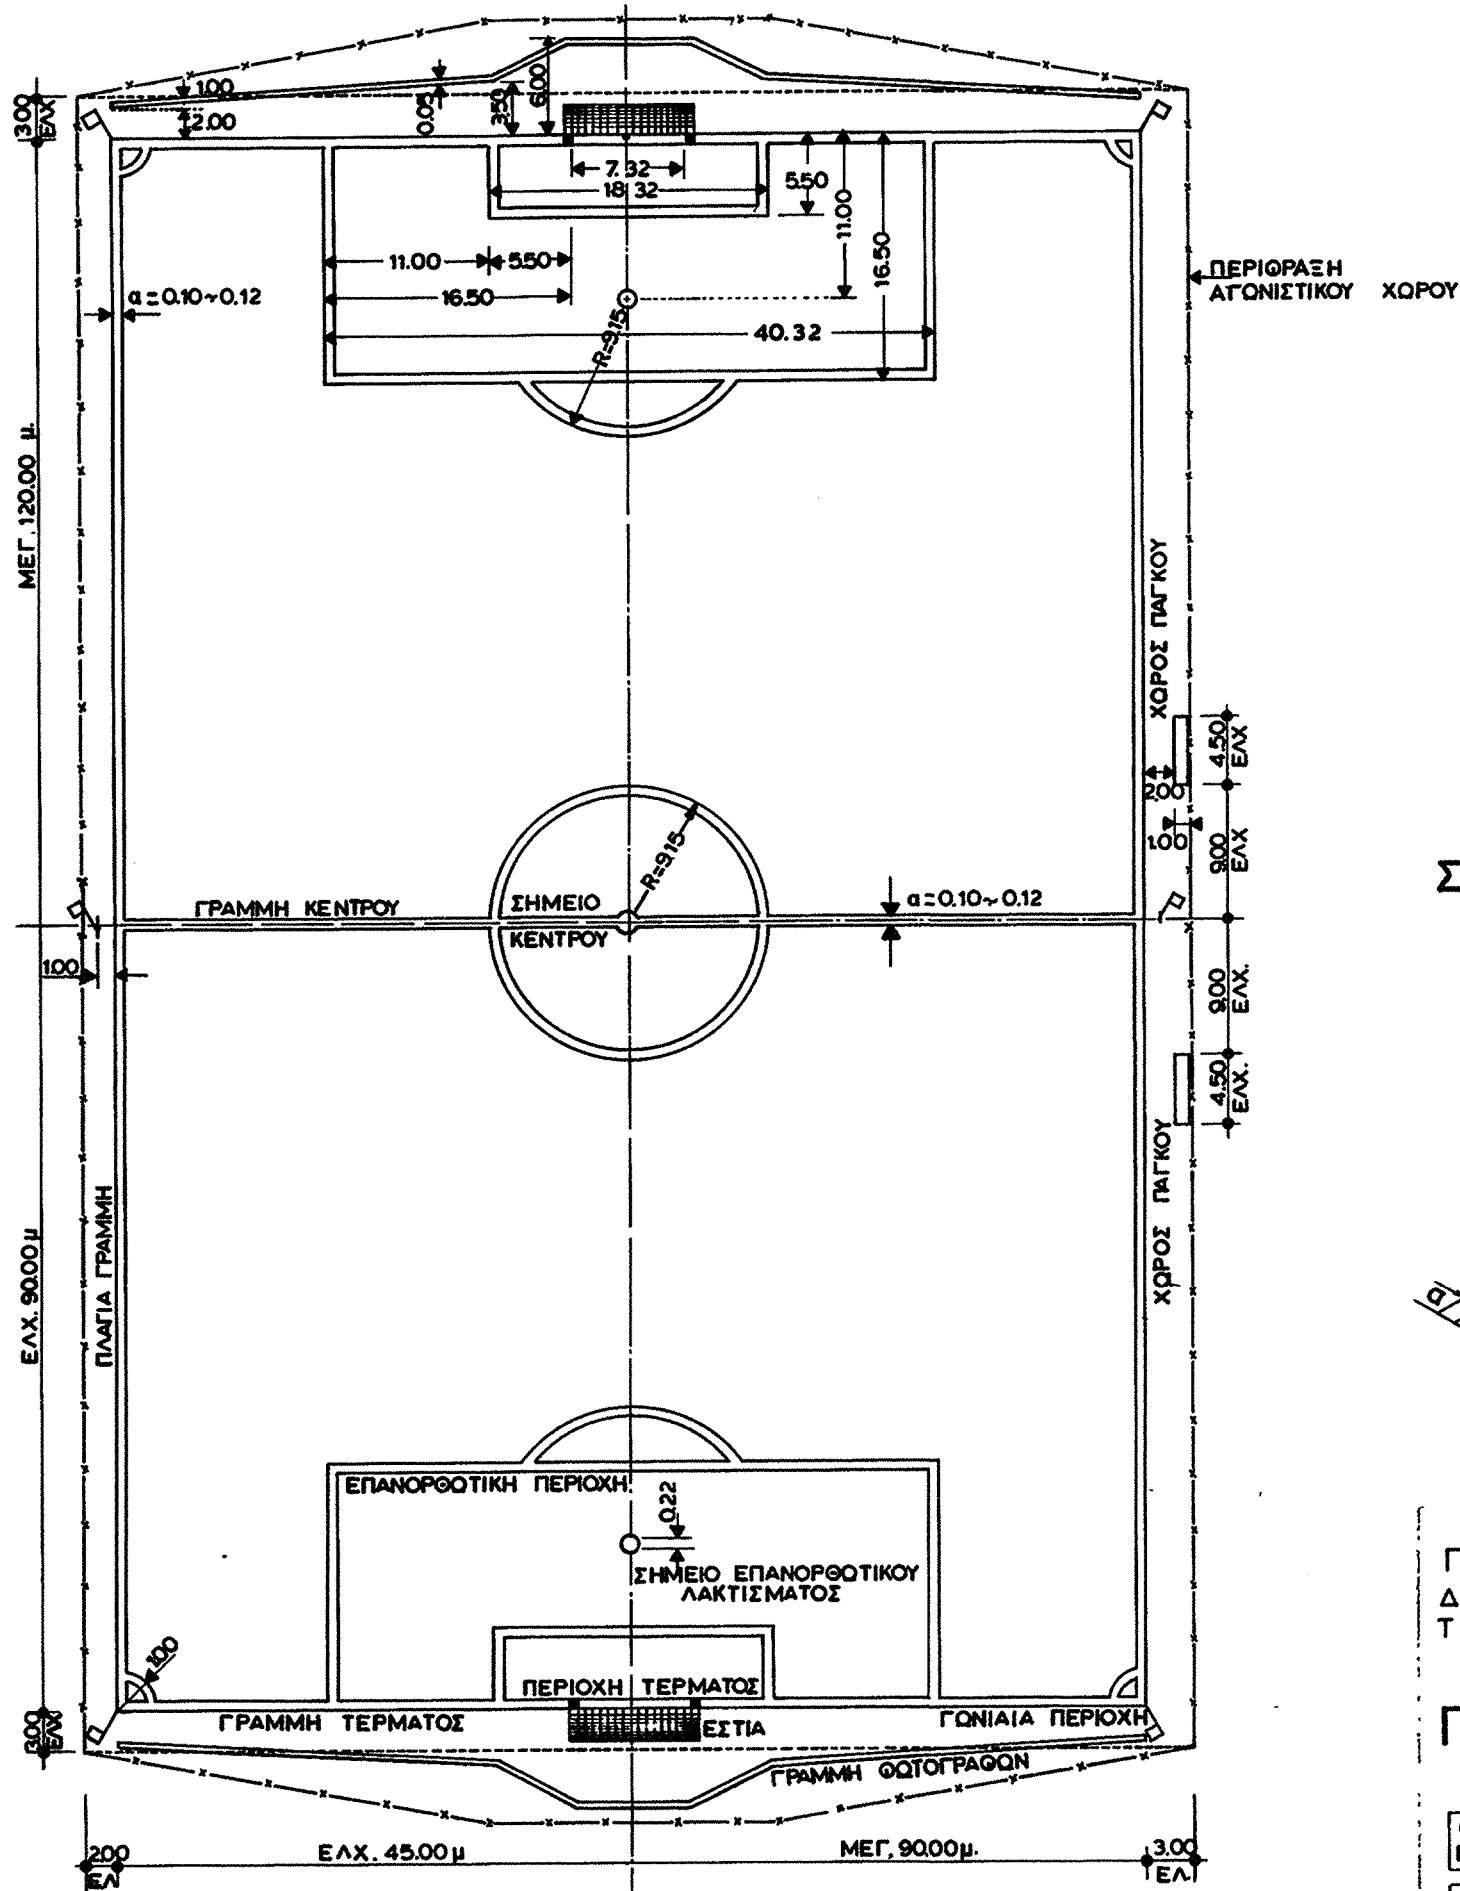 1.00
2.00
3.00
ΕΛΧ
0.05
3.50
6.00
7.32
18.32
5.50
11.00
16.50
11.00
5.50
16.50
40.32
R=9.15
α=0.10~0.12
ΠΕΡΙΦΡΑΞΗ
ΑΓΩΝΙΣΤΙΚΟΥ ΧΩΡΟΥ
ΜΕΓ. 120.00 μ.
ΧΩΡΟΣ ΠΑΓΚΟΥ
4.50
ΕΛΧ
2.00
1.00
9.00
ΕΛΧ
R=9.15
ΓΡΑΜΜΗ ΚΕΝΤΡΟΥ
ΣΗΜΕΙΟ
ΚΕΝΤΡΟΥ
α=0.10~0.12
Σ
1.00
9.00
ΕΛΧ.
4.50
ΕΛΧ.
ΧΩΡΟΣ ΠΑΓΚΟΥ
ΠΛΑΓΙΑ ΓΡΑΜΜΗ
ΕΛΧ. 90.00μ
α
ΕΠΑΝΟΡΘΩΤΙΚΗ ΠΕΡΙΟΧΗ
0.22
ΣΗΜΕΙΟ ΕΠΑΝΟΡΘΩΤΙΚΟΥ
ΛΑΚΤΙΣΜΑΤΟΣ
Γ
Δ
Τ
1.00
ΠΕΡΙΟΧΗ ΤΕΡΜΑΤΟΣ
ΓΡΑΜΜΗ ΤΕΡΜΑΤΟΣ
ΕΣΤΙΑ
ΓΩΝΙΑΙΑ ΠΕΡΙΟΧΗ
3.00
ΕΛΧ
ΓΡΑΜΜΗ ΦΩΤΟΓΡΑΦΩΝ
2.00
ΕΛ
ΕΛΧ. 45.00μ
ΜΕΓ. 90.00μ.
3.00
ΕΛ.